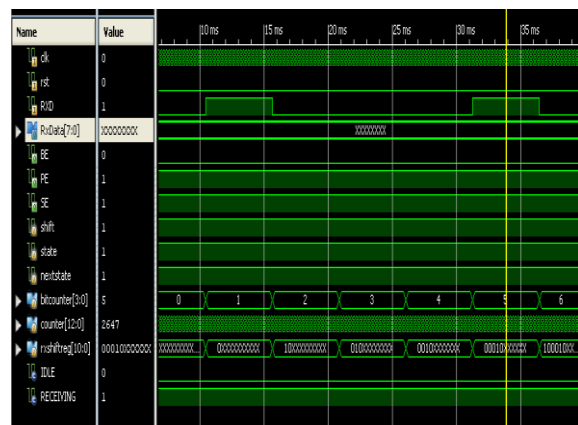 Name Value 10 ms 15 ms 20 ms 25 ms 30 ms 35 ms
clk 0
rst 0
RXD 1
RxData[7:0] XXXXXXXX XXXXXXXX
BE 0
PE 1
SE 1
shift 1
state 1
nextstate 1
bitcounter[3:0] 5 0 1 2 3 4 5 6
counter[12:0] 2647
rxshiftreg[10:0] 00010XXXXXX XXXXXXXXX... 0XXXXXXXXXX 10XXXXXXXXX 010XXXXXXXX 0010XXXXXXX 00010XXXXXX 100010XX...
IDLE 0
RECEIVING 1